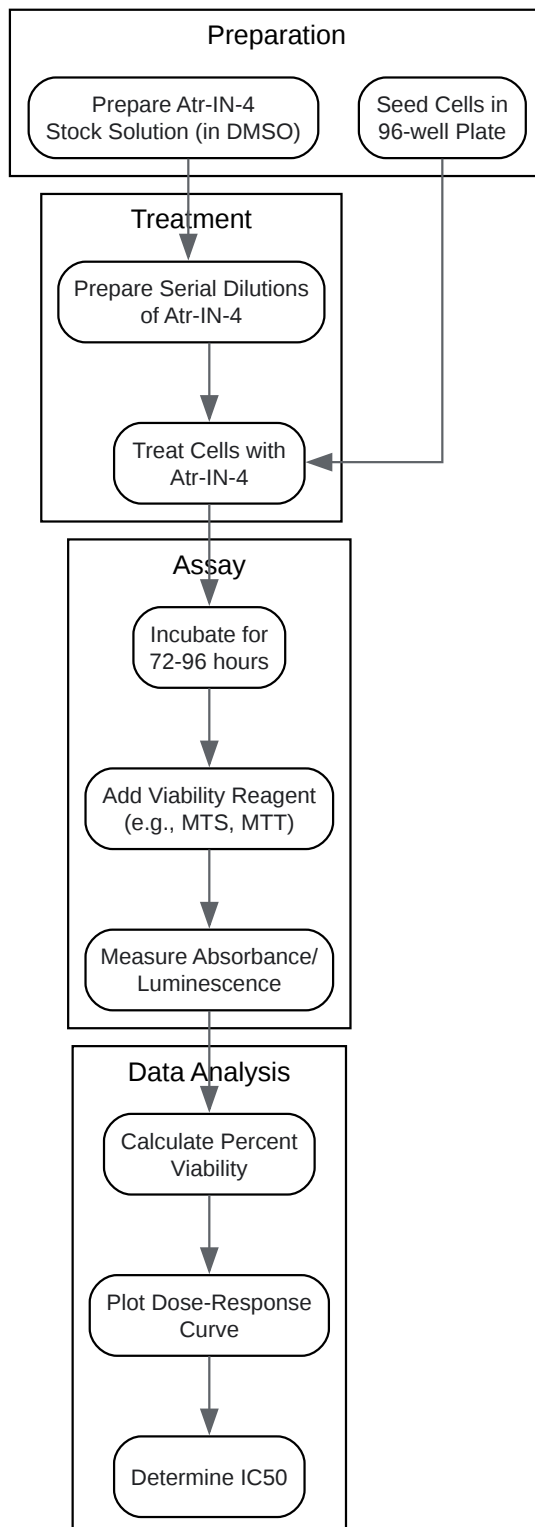 Preparation
Prepare Atr-IN-4
Stock Solution (in DMSO)
Seed Cells in
96-well Plate
Treatment
Prepare Serial Dilutions
of Atr-IN-4
Treat Cells with
Atr-IN-4
Assay
Incubate for
72-96 hours
Add Viability Reagent
(e.g., MTS, MTT)
Measure Absorbance/
Luminescence
Data Analysis
Calculate Percent
Viability
Plot Dose-Response
Curve
Determine IC50